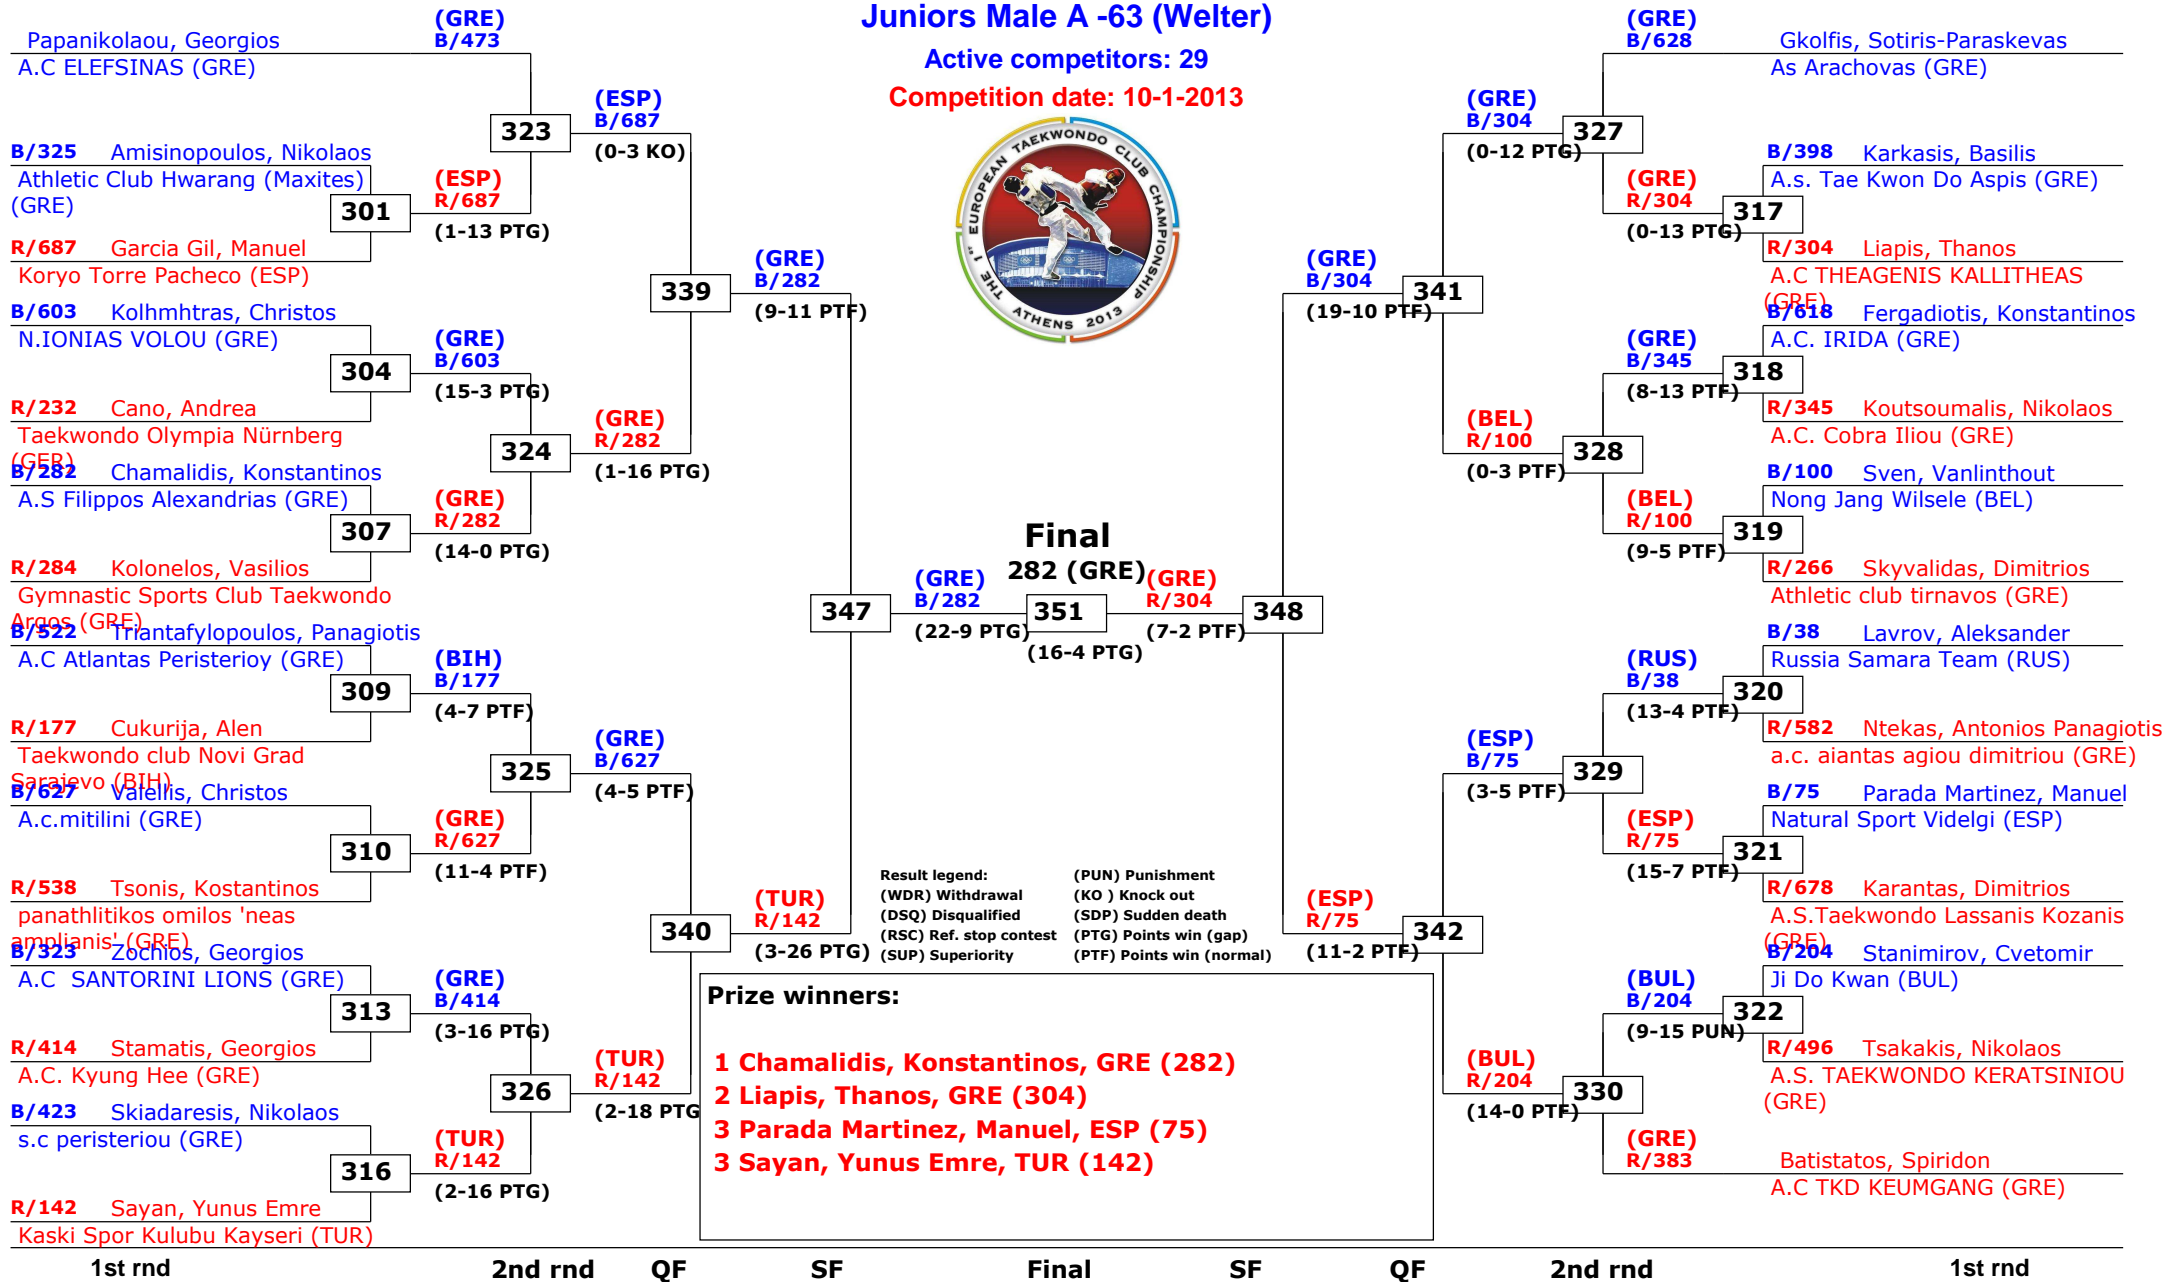 Juniors Male A -63 (Welter)
Active competitors: 29
Competition date: 10-1-2013
THE 1st EUROPEAN TAEKWONDO CLUB CHAMPIONSHIP
ATHENS 2013
(GRE)
B/473
Papanikolaou, Georgios
A.C ELEFSINAS (GRE)
323
(ESP)
B/687
(0-3 KO)
B/325 Amisinopoulos, Nikolaos
Athletic Club Hwarang (Maxites)
(GRE)
301
(ESP)
R/687
(1-13 PTG)
R/687 Garcia Gil, Manuel
Koryo Torre Pacheco (ESP)
339
(GRE)
B/282
(9-11 PTF)
B/603 Kolhmhtras, Christos
N.IONIAS VOLOU (GRE)
304
(GRE)
B/603
(15-3 PTG)
R/232 Cano, Andrea
Taekwondo Olympia Nürnberg
(GER)
324
(GRE)
R/282
(1-16 PTG)
B/282 Chamalidis, Konstantinos
A.S Filippos Alexandrias (GRE)
307
(GRE)
R/282
(14-0 PTG)
R/284 Kolonelos, Vasilios
Gymnastic Sports Club Taekwondo
Argos (GRE)
347
(GRE)
B/282
(22-9 PTG)
B/522 Triantafylopoulos, Panagiotis
A.C Atlantas Peristerioy (GRE)
309
(BIH)
B/177
(4-7 PTF)
R/177 Cukurija, Alen
Taekwondo club Novi Grad
Sarajevo (BIH)
325
(GRE)
B/627
(4-5 PTF)
B/627 Valellis, Christos
A.c.mitilini (GRE)
310
(GRE)
R/627
(11-4 PTF)
R/538 Tsonis, Kostantinos
panathlitikos omilos 'neas
amplianis' (GRE)
340
(TUR)
R/142
(3-26 PTG)
B/323 Zochios, Georgios
A.C  SANTORINI LIONS (GRE)
313
(GRE)
B/414
(3-16 PTG)
R/414 Stamatis, Georgios
A.C. Kyung Hee (GRE)
326
(TUR)
R/142
(2-18 PTG
B/423 Skiadaresis, Nikolaos
s.c peristeriou (GRE)
316
(TUR)
R/142
(2-16 PTG)
R/142 Sayan, Yunus Emre
Kaski Spor Kulubu Kayseri (TUR)
Final
282 (GRE)
351
(16-4 PTG)
(GRE)
R/304
(7-2 PTF)
348
(GRE)
B/628
Gkolfis, Sotiris-Paraskevas
As Arachovas (GRE)
(GRE)
B/304
(0-12 PTG)
327
B/398 Karkasis, Basilis
A.s. Tae Kwon Do Aspis (GRE)
(GRE)
R/304
(0-13 PTG)
317
R/304 Liapis, Thanos
A.C THEAGENIS KALLITHEAS
(GRE)
(GRE)
B/304
(19-10 PTF)
341
B/618 Fergadiotis, Konstantinos
A.C. IRIDA (GRE)
(GRE)
B/345
(8-13 PTF)
318
R/345 Koutsoumalis, Nikolaos
A.C. Cobra Iliou (GRE)
(BEL)
R/100
(0-3 PTF)
328
B/100 Sven, Vanlinthout
Nong Jang Wilsele (BEL)
(BEL)
R/100
(9-5 PTF)
319
R/266 Skyvalidas, Dimitrios
Athletic club tirnavos (GRE)
B/38 Lavrov, Aleksander
Russia Samara Team (RUS)
(RUS)
B/38
(13-4 PTF)
320
R/582 Ntekas, Antonios Panagiotis
a.c. aiantas agiou dimitriou (GRE)
(ESP)
B/75
(3-5 PTF)
329
B/75 Parada Martinez, Manuel
Natural Sport Videlgi (ESP)
(ESP)
R/75
(15-7 PTF)
321
R/678 Karantas, Dimitrios
A.S.Taekwondo Lassanis Kozanis
(GRE)
(ESP)
R/75
(11-2 PTF)
342
B/204 Stanimirov, Cvetomir
Ji Do Kwan (BUL)
(BUL)
B/204
(9-15 PUN)
322
R/496 Tsakakis, Nikolaos
A.S. TAEKWONDO KERATSINIOU
(GRE)
(BUL)
R/204
(14-0 PTF)
330
(GRE)
R/383
Batistatos, Spiridon
A.C TKD KEUMGANG (GRE)
Result legend: (PUN) Punishment
(WDR) Withdrawal (KO ) Knock out
(DSQ) Disqualified (SDP) Sudden death
(RSC) Ref. stop contest (PTG) Points win (gap)
(SUP) Superiority (PTF) Points win (normal)
Prize winners:
1 Chamalidis, Konstantinos, GRE (282)
2 Liapis, Thanos, GRE (304)
3 Parada Martinez, Manuel, ESP (75)
3 Sayan, Yunus Emre, TUR (142)
1st rnd 2nd rnd QF SF Final SF QF 2nd rnd 1st rnd